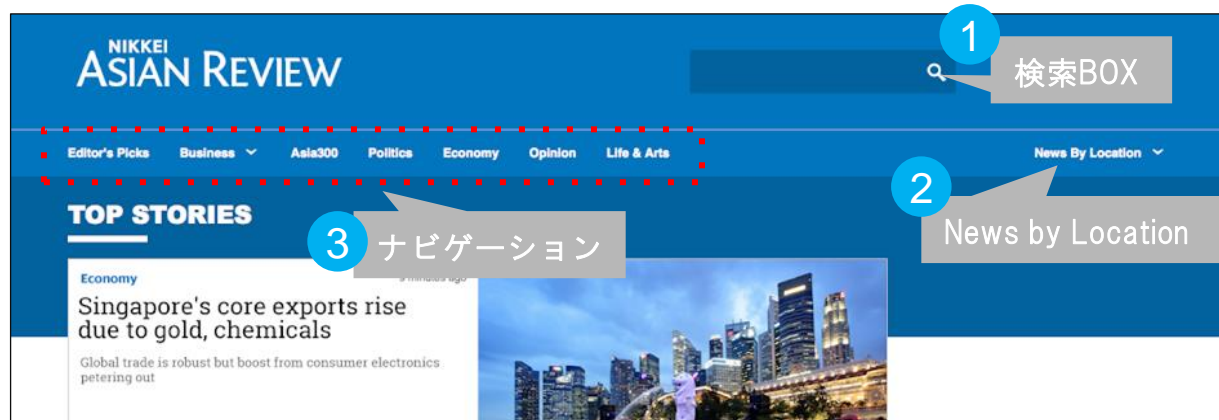 NIKKEI
ASIAN REVIEW
1
検索BOX
Editor's Picks Business Asia300 Politics Economy Opinion Life & Arts
News By Location
2
News by Location
TOP STORIES
3
ナビゲーション
Economy
minutes ago
Singapore's core exports rise
due to gold, chemicals
Global trade is robust but boost from consumer electronics
petering out